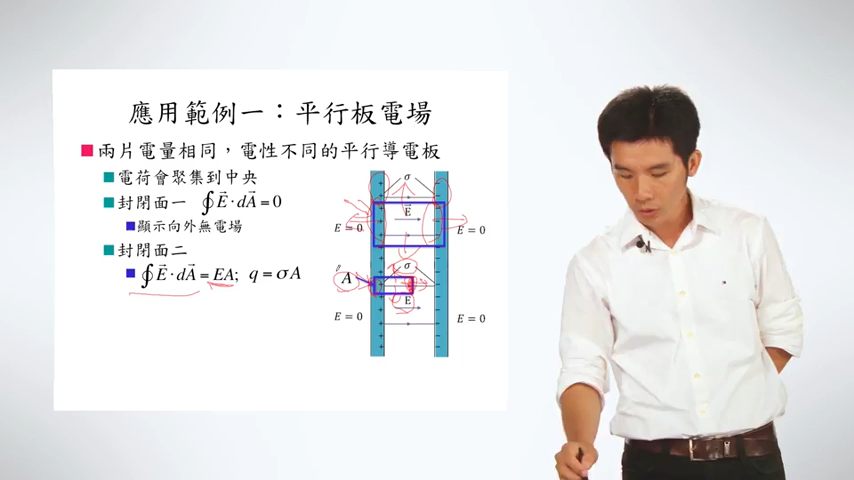 應用範例一：平行板電場
兩片電量相同，電性不同的平行導電板
電荷會聚集到中央
封閉面一 ∮E⃗·dA⃗=0
顯示向外無電場
封閉面二
∮E⃗·dA⃗=EA; q=σA
σ
E⃗
E=0
E=0
σ
A
E
E=0
E=0